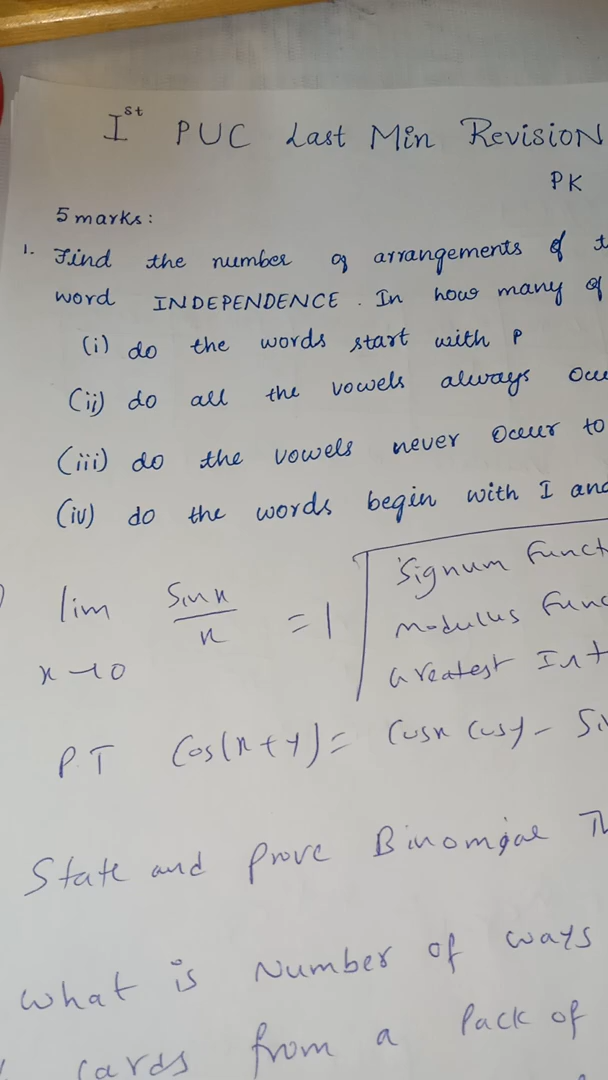 Ist PUC Last Min Revision
PK
5 marks:
1. Find the number of arrangements of
word INDEPENDENCE. In how many of
(i) do the words start with P
(ii) do all the vowels always
(iii) do the vowels never occur to
(iv) do the words begin with I and
lim x→0 sin x / x = 1
Signum Funct
modulus Func
Greatest Int
P.T Cos(x+y) = Cosx Cosy - Si
State and prove Binomial Th
What is Number of ways
cards from a Pack of